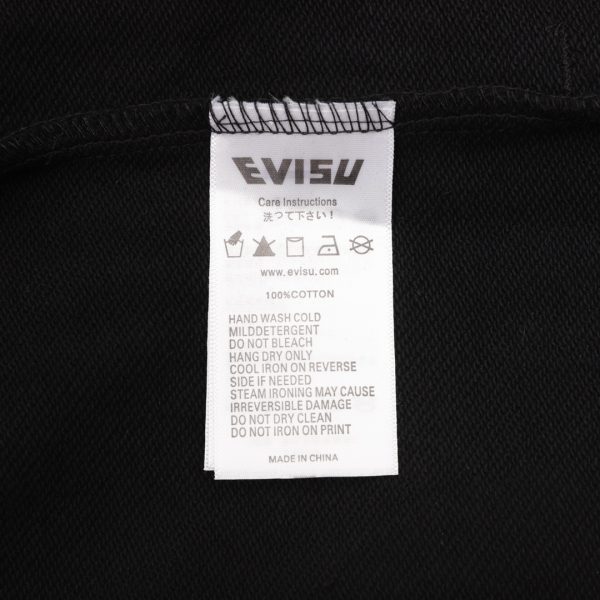 EVISU
Care Instructions
洗って下さい！
www.evisu.com
100%COTTON
HAND WASH COLD
MILDDETERGENT
DO NOT BLEACH
HANG DRY ONLY
COOL IRON ON REVERSE
SIDE IF NEEDED
STEAM IRONING MAY CAUSE
IRREVERSIBLE DAMAGE
DO NOT DRY CLEAN
DO NOT IRON ON PRINT
MADE IN CHINA